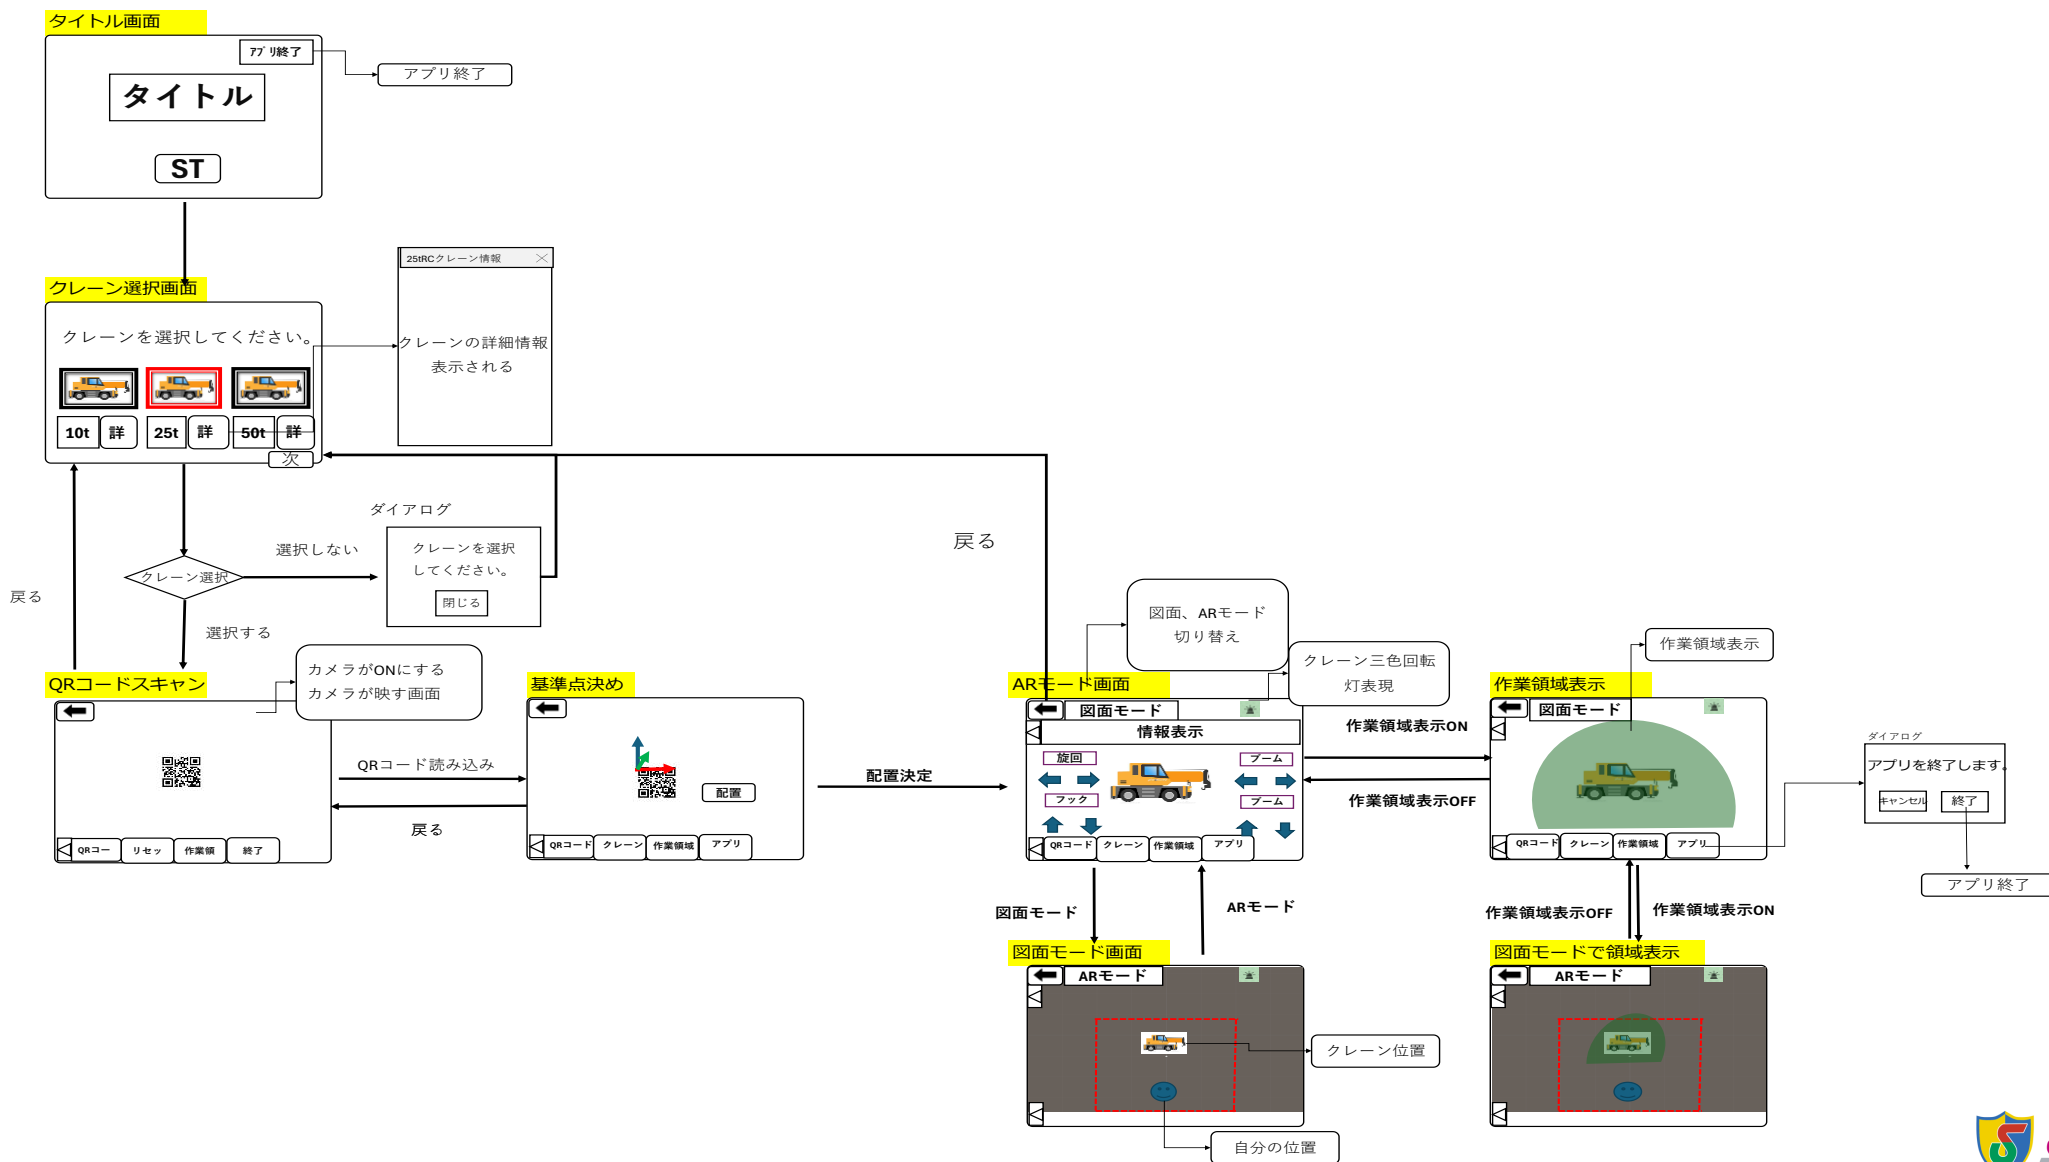 タイトル画面
ｱﾌﾟﾘ終了
アプリ終了
タイトル
ST
クレーン選択画面
クレーンを選択してください。
10t
詳
25t
詳
50t
詳
次
25tRCクレーン情報
クレーンの詳細情報
表示される
ダイアログ
クレーンを選択
してください。
閉じる
クレーン選択
選択しない
選択する
戻る
戻る
QRコードスキャン
カメラがONにする
カメラが映す画面
QRコー
リセッ
作業領
終了
QRコード読み込み
戻る
基準点決め
配置
QRコード
クレーン
作業領域
アプリ
配置決定
図面、ARモード
切り替え
クレーン三色回転
灯表現
ARモード画面
図面モード
情報表示
旋回
ブーム
フック
ブーム
QRコード
クレーン
作業領域
アプリ
作業領域表示ON
作業領域表示OFF
作業領域表示
作業領域表示
図面モード
QRコード
クレーン
作業領域
アプリ
ダイアログ
アプリを終了します。
キャンセル
終了
アプリ終了
図面モード
ARモード
作業領域表示OFF
作業領域表示ON
図面モード画面
ARモード
クレーン位置
自分の位置
図面モードで領域表示
ARモード